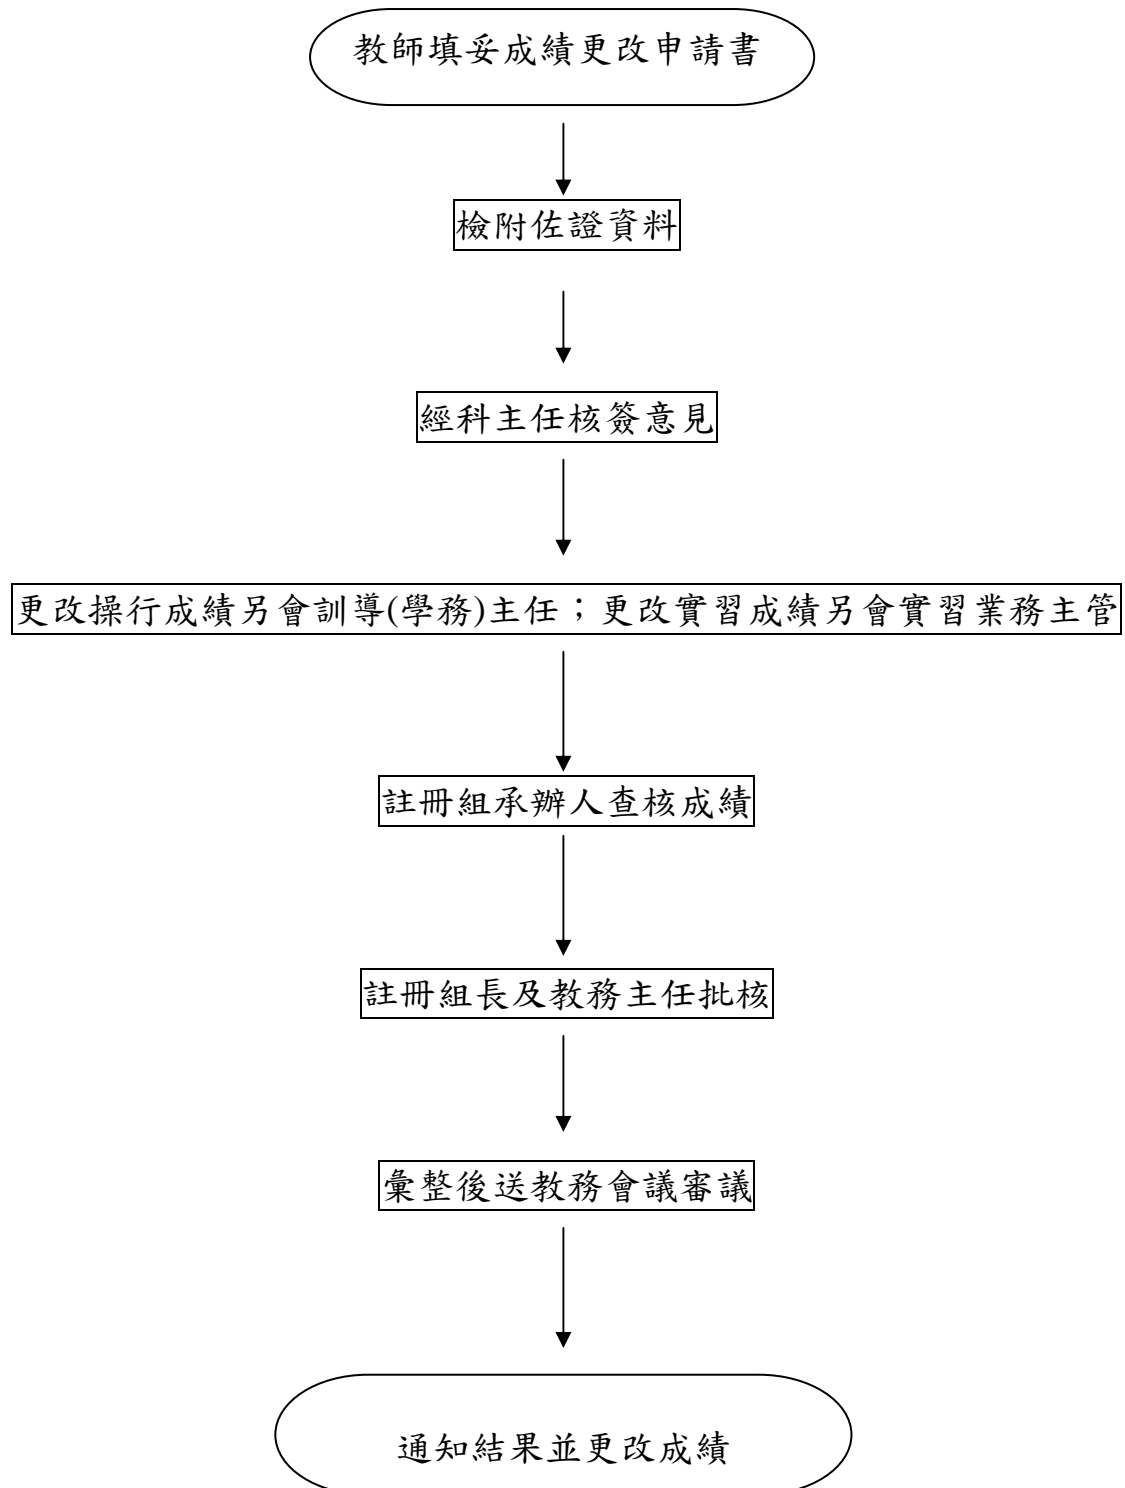 教師填妥成績更改申請書
檢附佐證資料
經科主任核簽意見
更改操行成績另會訓導(學務)主任；更改實習成績另會實習業務主管
註冊組承辦人查核成績
註冊組長及教務主任批核
彙整後送教務會議審議
通知結果並更改成績